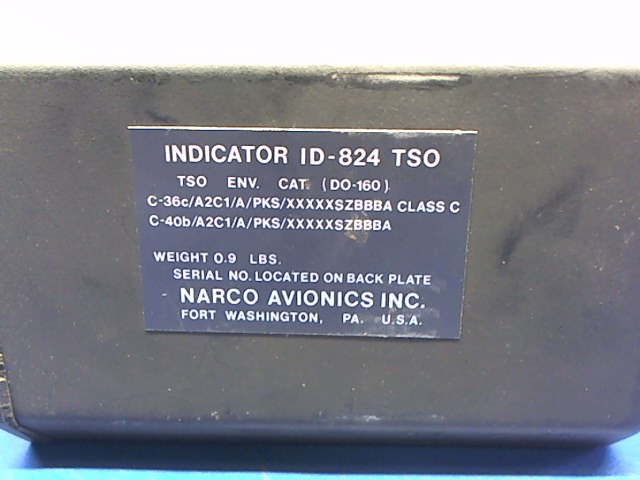 INDICATOR ID-824 TSO
TSO ENV. CAT. (DO-160)
C-36c/A2C1/A/PKS/XXXXXSZBBBA CLASS C
C-40b/A2C1/A/PKS/XXXXXSZBBBA
WEIGHT 0.9 LBS.
SERIAL NO. LOCATED ON BACK PLATE
NARCO AVIONICS INC.
FORT WASHINGTON, PA. U.S.A.